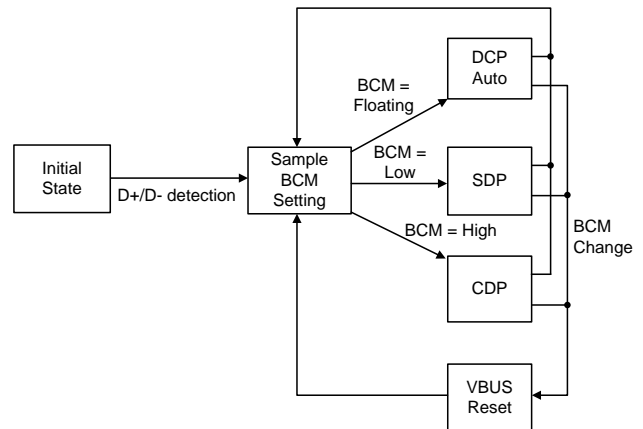 Initial
State
D+/D- detection
Sample
BCM
Setting
BCM =
Floating
BCM =
Low
BCM = High
DCP
Auto
SDP
CDP
BCM
Change
VBUS
Reset